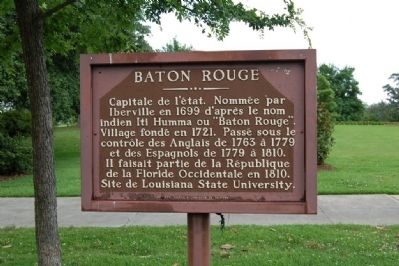 BATON ROUGE
Capitale de l'état. Nommée par
Iberville en 1699 d'après le nom
indien Iti Humma ou "Baton Rouge".
Village fondé en 1721. Passé sous le
contrôle des Anglais de 1763 à 1779
et des Espagnols de 1779 à 1810.
Il faisait partie de la République
de la Floride Occidentale en 1810.
Site de Louisiana State University.